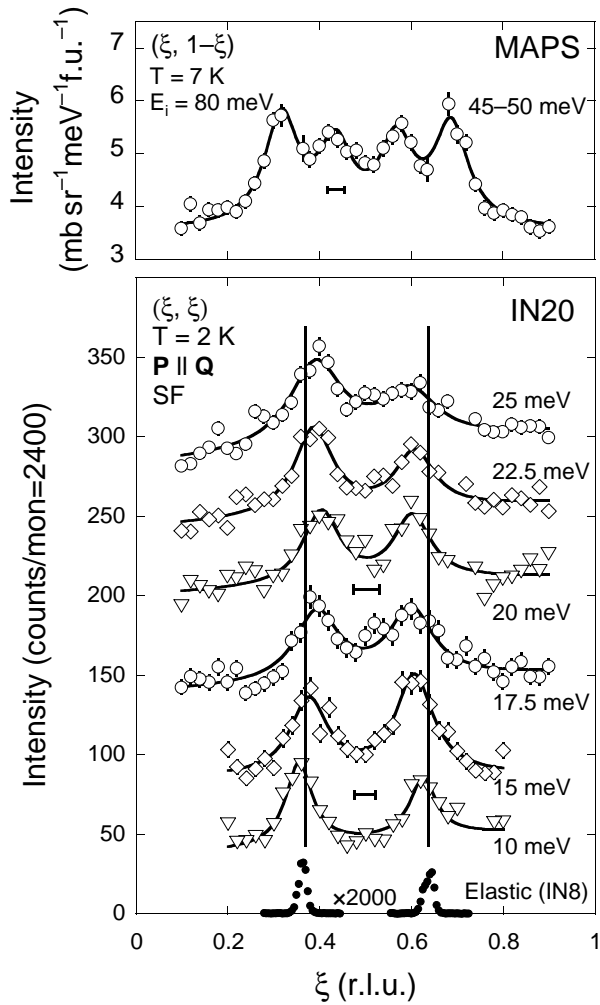 (ξ, 1–ξ)
MAPS
T = 7 K
E_i = 80 meV
45–50 meV
Intensity
(mb sr⁻¹meV⁻¹f.u.⁻¹)
7
6
5
4
3
(ξ, ξ)
IN20
T = 2 K
P || Q
SF
25 meV
22.5 meV
20 meV
17.5 meV
15 meV
10 meV
×2000
Elastic (IN8)
Intensity (counts/mon=2400)
350
300
250
200
150
100
50
0
0 0.2 0.4 0.6 0.8 1
ξ (r.l.u.)